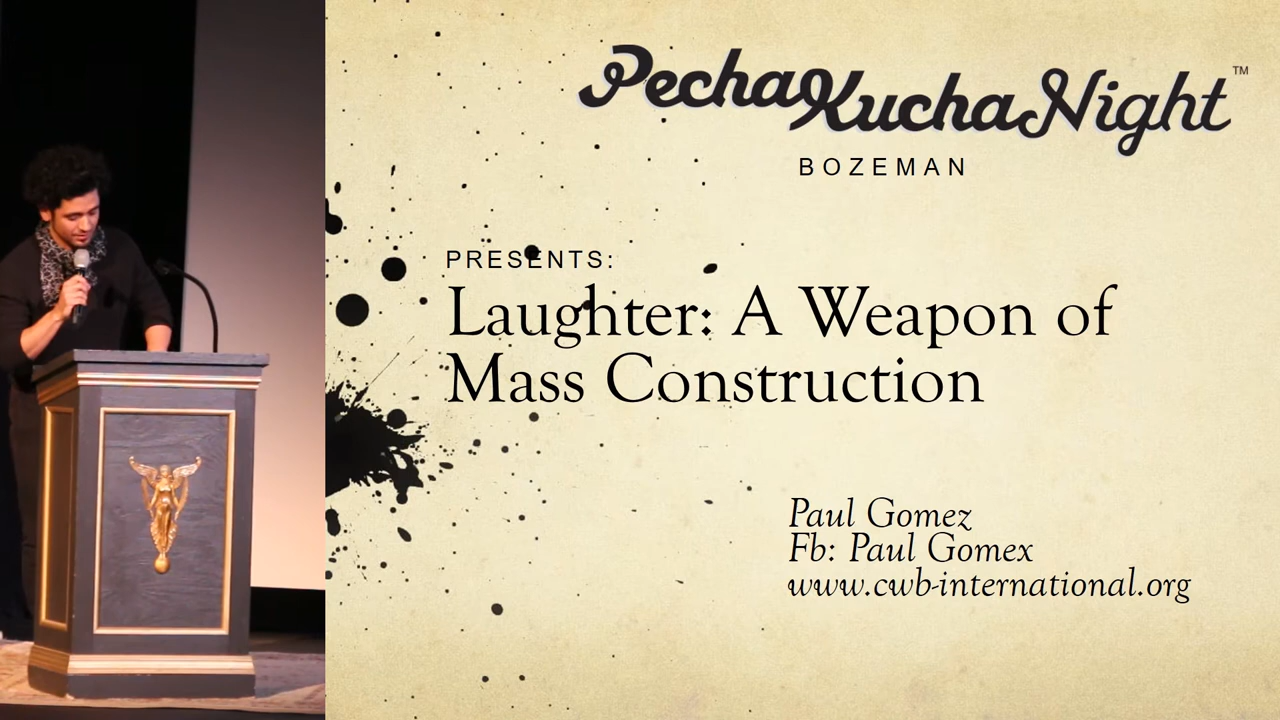 PechaKuchaNight™
BOZEMAN
PRESENTS:
Laughter: A Weapon of
Mass Construction
Paul Gomez
Fb: Paul Gomex
www.cwb-international.org